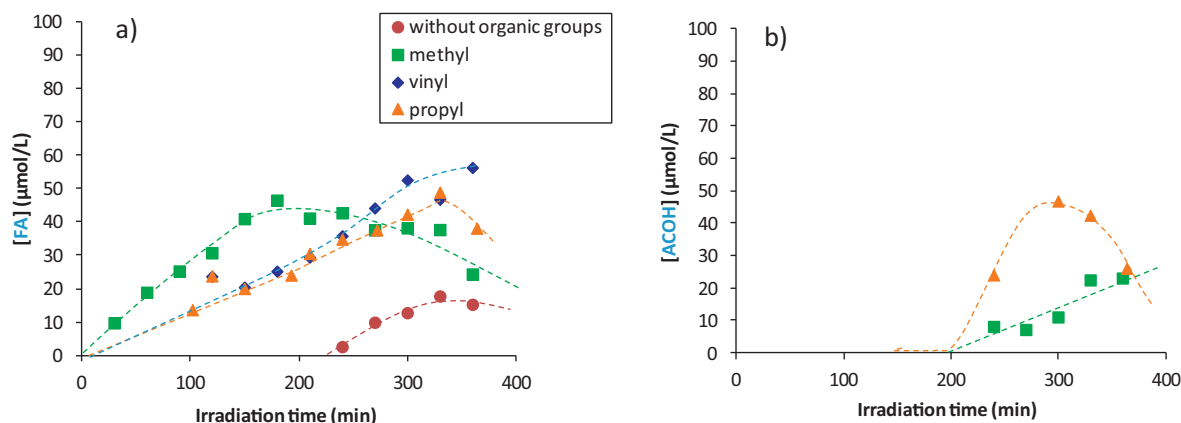 a)
without organic groups
methyl
vinyl
propyl
[FA] (µmol/L)
100
90
80
70
60
50
40
30
20
10
0
0 100 200 300 400
Irradiation time (min)
b)
[ACOH] (µmol/L)
100
90
80
70
60
50
40
30
20
10
0
0 100 200 300 400
Irradiation time (min)